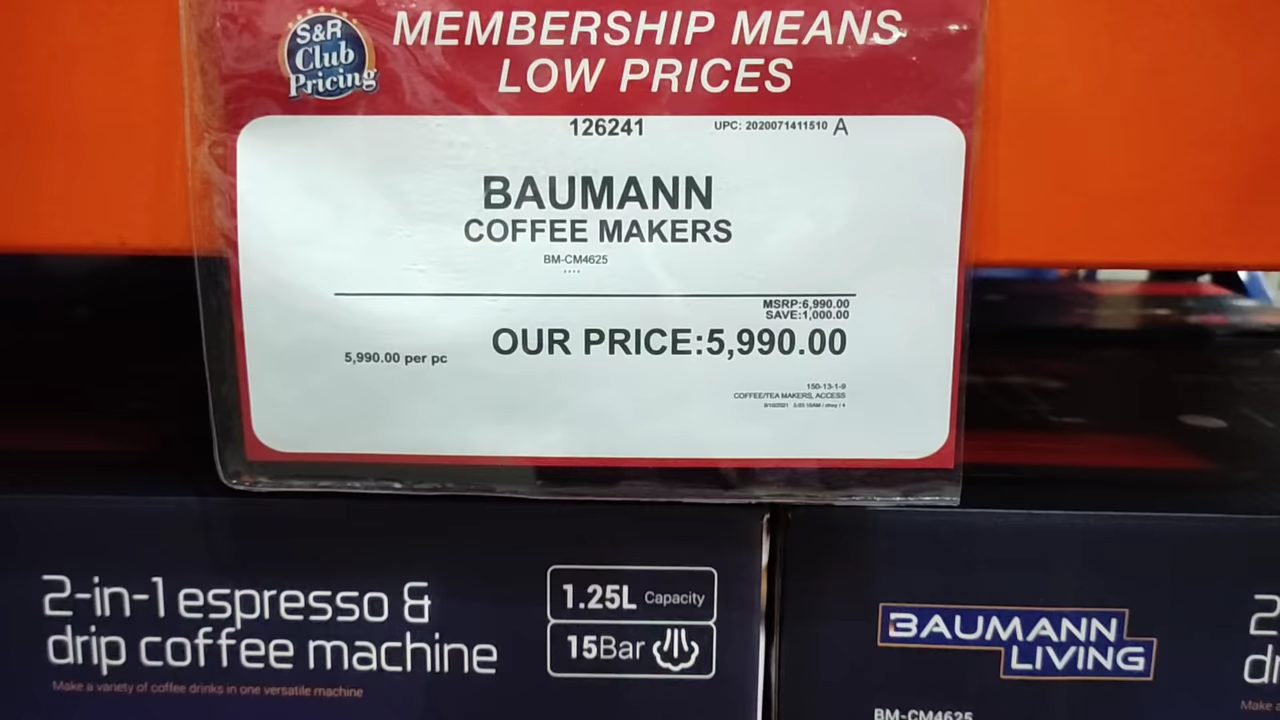 S&R
Club
Pricing
MEMBERSHIP MEANS
LOW PRICES
126241
UPC: 2020071411510 A
BAUMANN
COFFEE MAKERS
BM-CM4625
....
MSRP:6,990.00
SAVE:1,000.00
OUR PRICE:5,990.00
5,990.00 per pc
150-13-1-9
COFFEE/TEA MAKERS, ACCESS
2-in-1 espresso &
drip coffee machine
Make a variety of coffee drinks in one versatile machine
1.25L Capacity
15Bar
BAUMANN
LIVING
BM-CM4625
2
Make